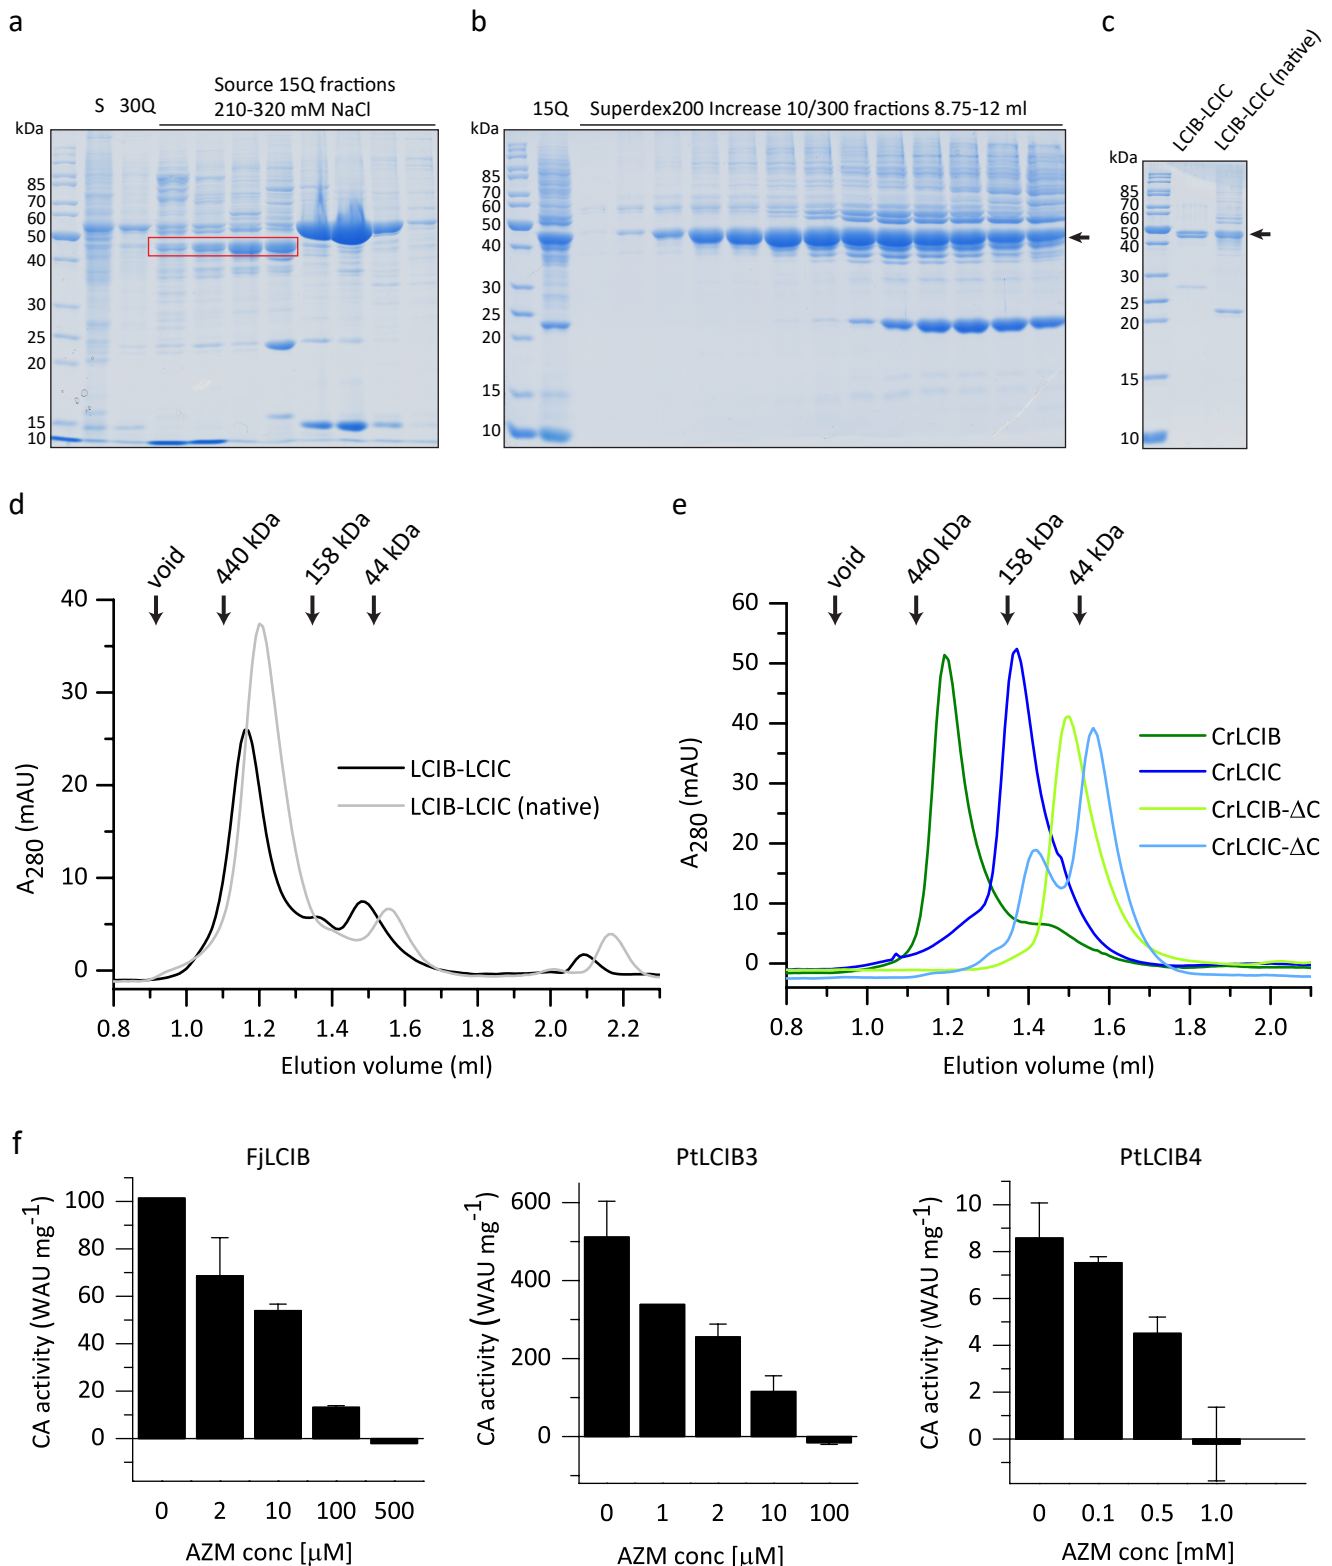 a
S 30Q
Source 15Q fractions
210-320 mM NaCl
kDa
85
70
60
50
40
30
25
20
15
10
b
15Q
Superdex200 Increase 10/300 fractions 8.75-12 ml
kDa
85
70
60
50
40
30
25
20
15
10
c
LCIB-LCIC
LCIB-LCIC (native)
kDa
85
70
60
50
40
30
25
20
15
10
d
void
440 kDa
158 kDa
44 kDa
40
30
20
10
0
A280 (mAU)
LCIB-LCIC
LCIB-LCIC (native)
0.8 1.0 1.2 1.4 1.6 1.8 2.0 2.2
Elution volume (ml)
e
void
440 kDa
158 kDa
44 kDa
60
50
40
30
20
10
0
A280 (mAU)
CrLCIB
CrLCIC
CrLCIB-ΔC
CrLCIC-ΔC
0.8 1.0 1.2 1.4 1.6 1.8 2.0
Elution volume (ml)
f
FjLCIB
CA activity (WAU mg-1)
100
80
60
40
20
0
0 2 10 100 500
AZM conc [μM]
PtLCIB3
CA activity (WAU mg-1)
600
400
200
0
0 1 2 10 100
AZM conc [μM]
PtLCIB4
CA activity (WAU mg-1)
10
8
6
4
2
0
0 0.1 0.5 1.0
AZM conc [mM]